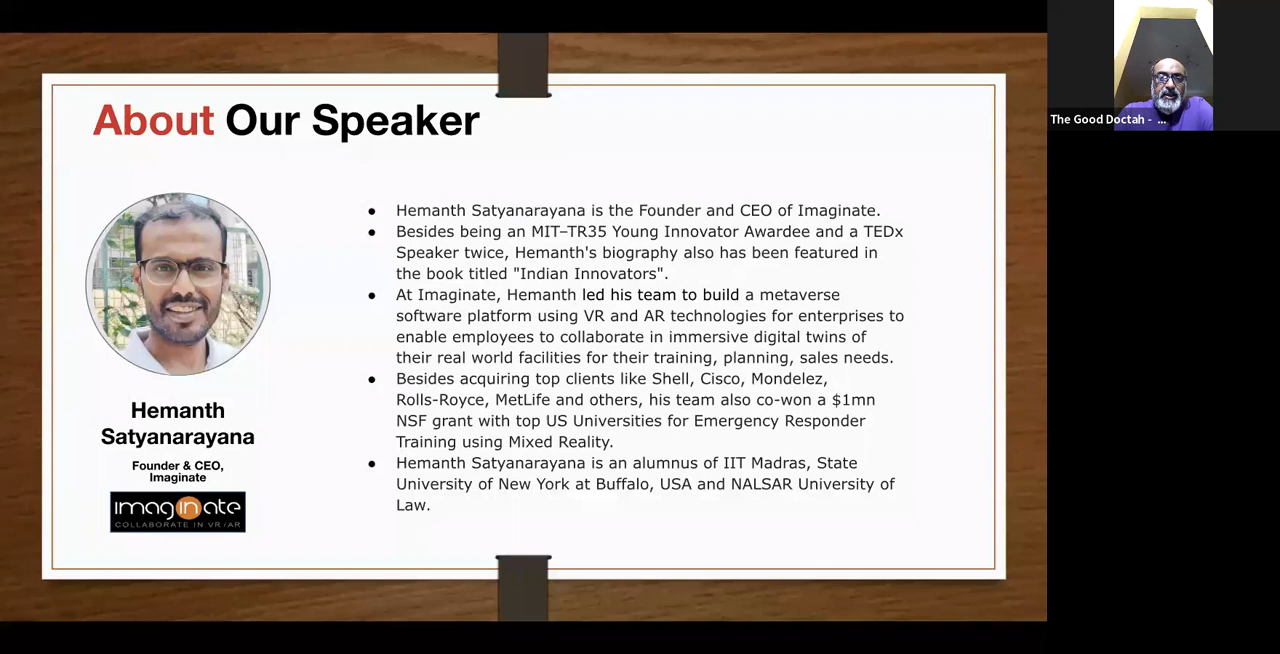 About Our Speaker
Hemanth
Satyanarayana
Founder & CEO,
Imaginate
imaginate
COLLABORATE IN VR/AR
● Hemanth Satyanarayana is the Founder and CEO of Imaginate.
● Besides being an MIT–TR35 Young Innovator Awardee and a TEDx
Speaker twice, Hemanth's biography also has been featured in
the book titled "Indian Innovators".
● At Imaginate, Hemanth led his team to build a metaverse
software platform using VR and AR technologies for enterprises to
enable employees to collaborate in immersive digital twins of
their real world facilities for their training, planning, sales needs.
● Besides acquiring top clients like Shell, Cisco, Mondelez,
Rolls-Royce, MetLife and others, his team also co-won a $1mn
NSF grant with top US Universities for Emergency Responder
Training using Mixed Reality.
● Hemanth Satyanarayana is an alumnus of IIT Madras, State
University of New York at Buffalo, USA and NALSAR University of
Law.
The Good Doctah - ...